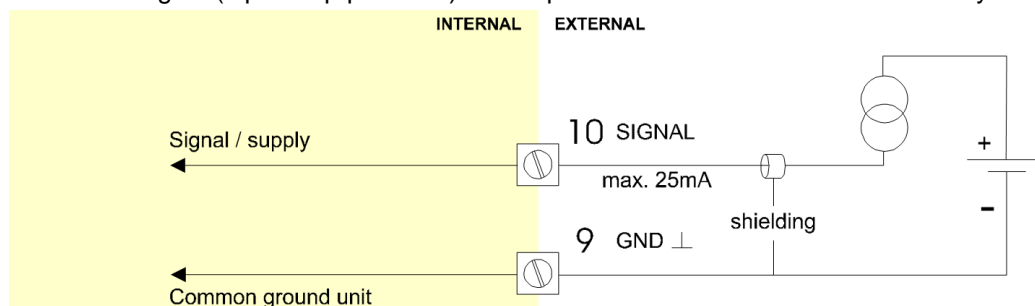 INTERNAL EXTERNAL
Signal / supply
10 SIGNAL
max. 25mA
+
-
shielding
9 GND ⊥
Common ground unit